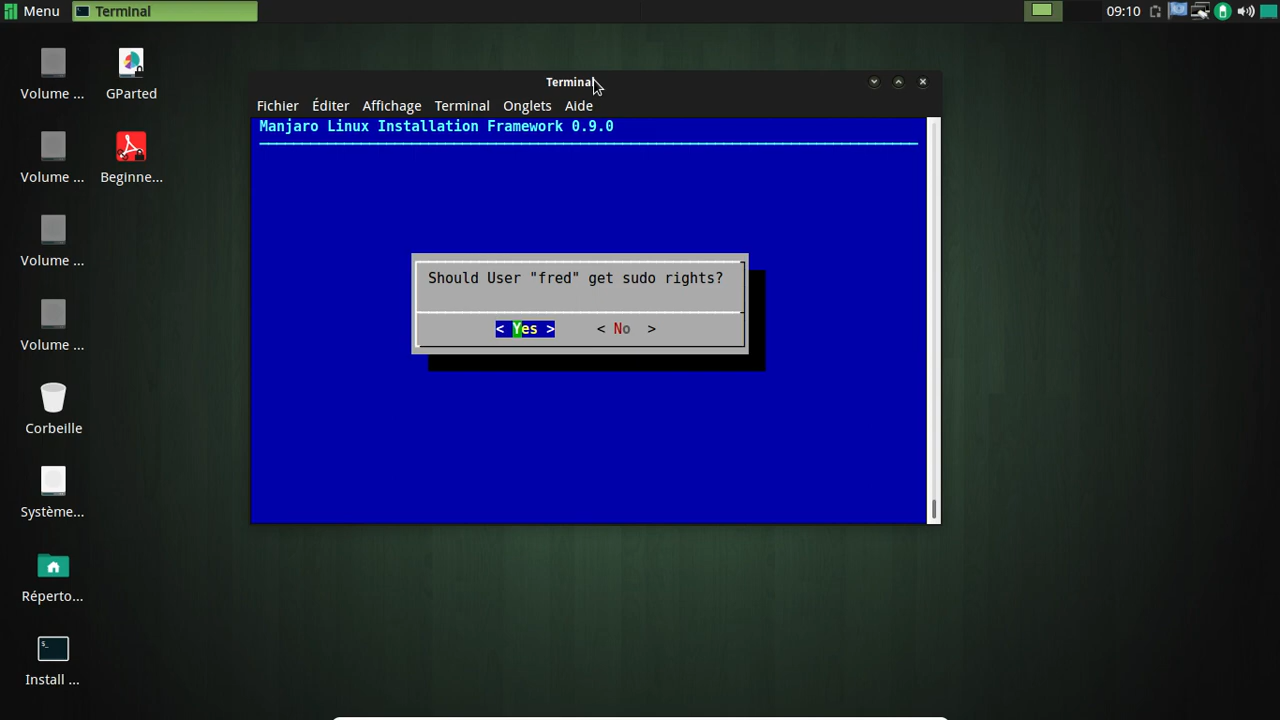 Menu
Terminal
09:10
Volume ...
GParted
Volume ...
Beginne...
Volume ...
Volume ...
Corbeille
Système...
Réperto...
Install ...
Terminal
Fichier Éditer Affichage Terminal Onglets Aide
Manjaro Linux Installation Framework 0.9.0
Should User "fred" get sudo rights?
< Yes > < No >